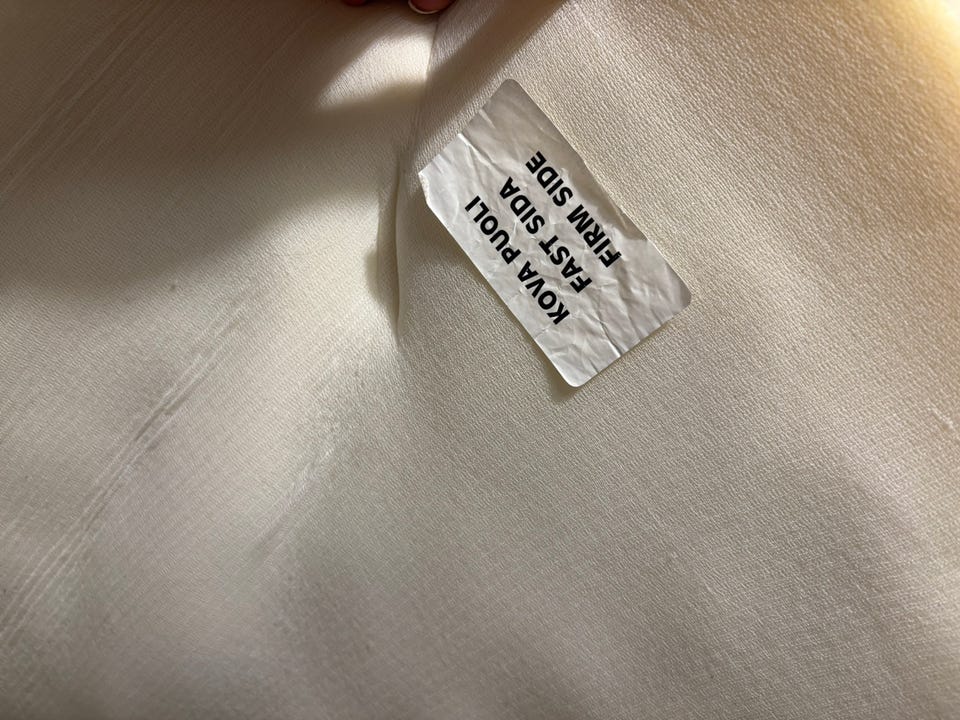 KOVA PUOLI
FAST SIDA
FIRM SIDE